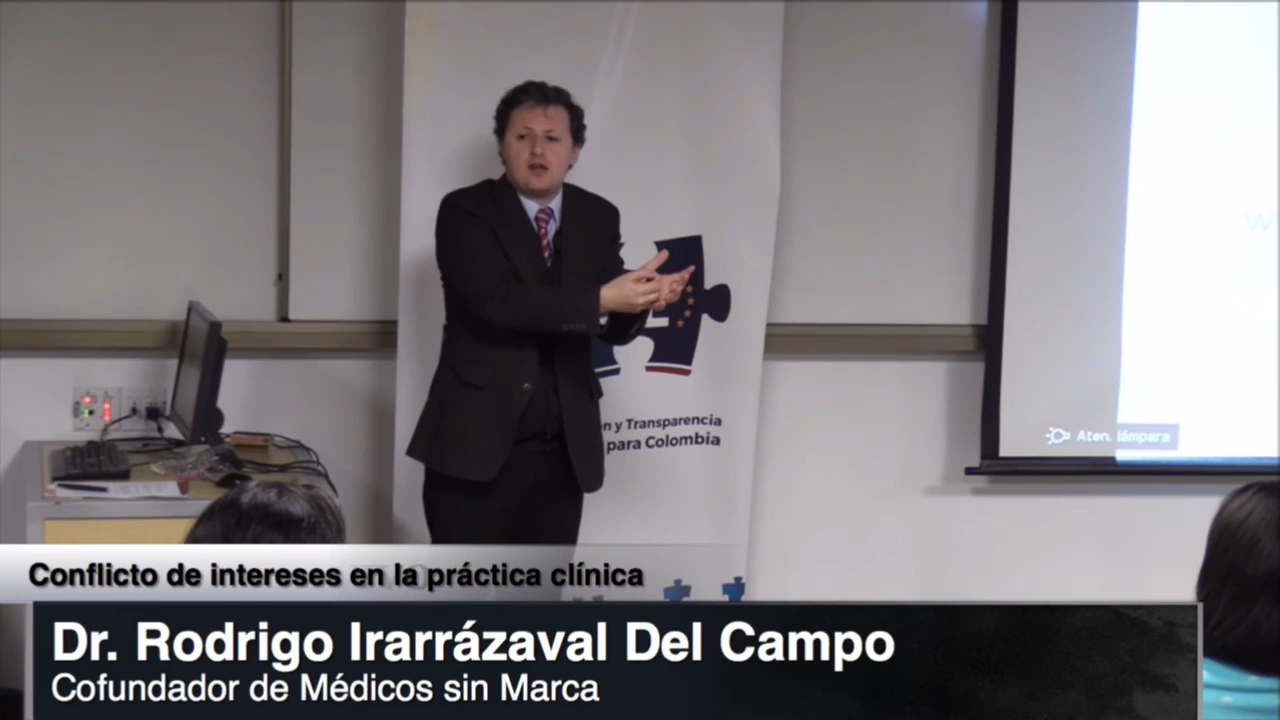 n y Transparencia
para Colombia
Aten. lámpara
Conflicto de intereses en la práctica clínica
Dr. Rodrigo Irarrázaval Del Campo
Cofundador de Médicos sin Marca